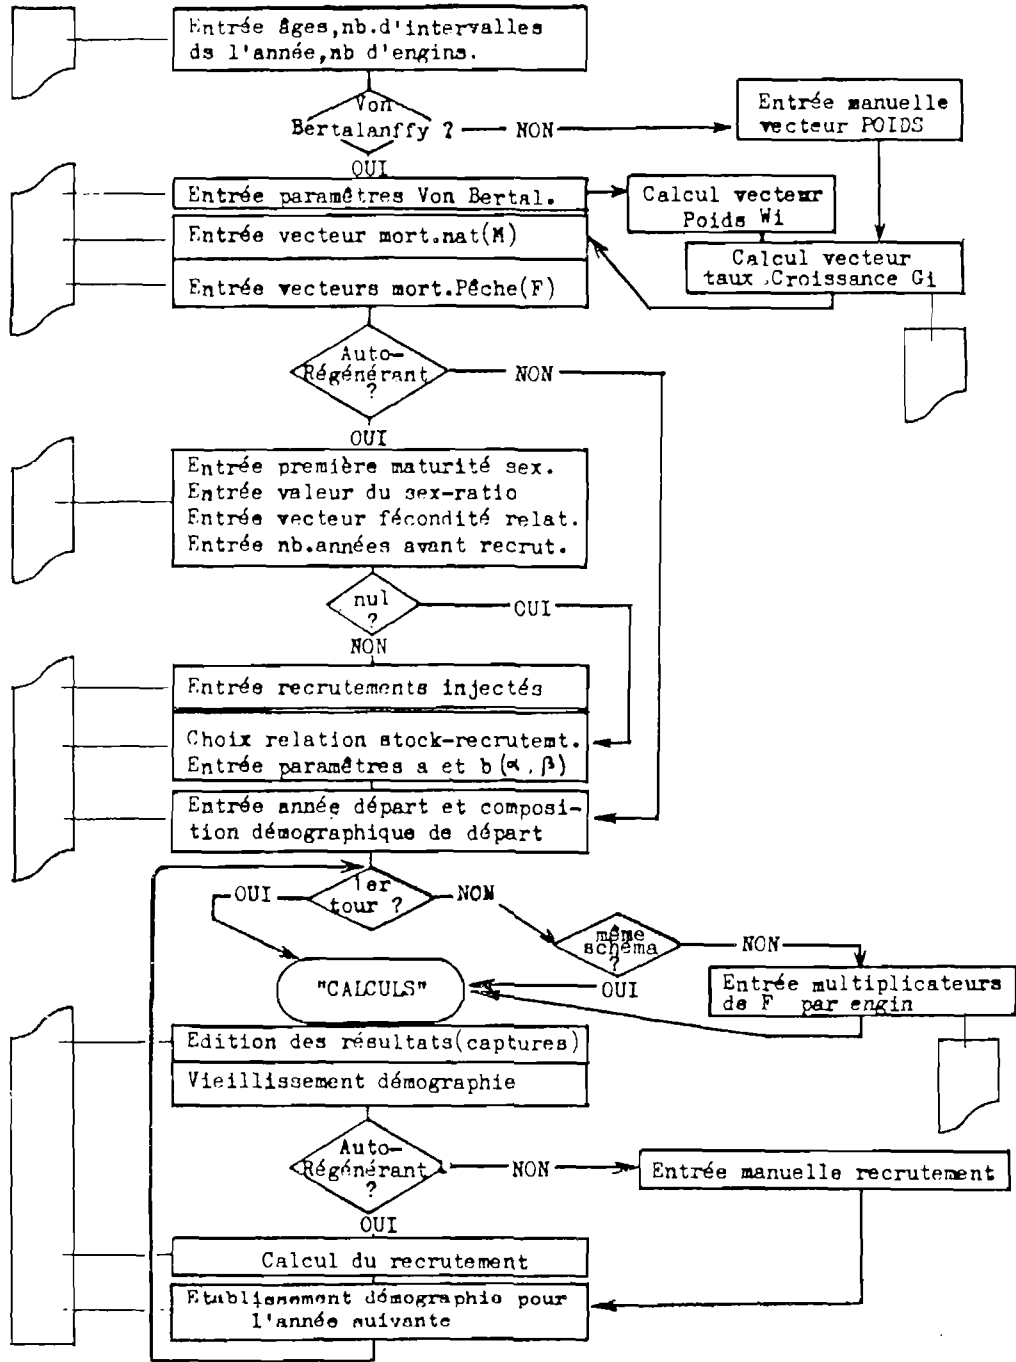 Entrée âges,nb.d'intervalles
ds l'année,nb d'engins.
Von
Bertalanffy ?
NON
Entrée manuelle
vecteur POIDS
OUI
Entrée paramêtres Von Bertal.
Calcul vecteur
Poids Wi
Entrée vecteur mort.nat(M)
Calcul vecteur
taux Croissance Gi
Entrée vecteurs mort.Pêche(F)
Auto-
Régénérant
?
NON
OUI
Entrée première maturité sex.
Entrée valeur du sex-ratio
Entrée vecteur fécondité relat.
Entrée nb.années avant recrut.
nul
?
OUI
NON
Entrée recrutements injectés
Choix relation stock-recrutemt.
Entrée paramêtres a et b(α,β)
Entrée année départ et composi-
tion démographique de départ
1er
tour ?
OUI
NON
même
schéma
?
NON
OUI
"CALCULS"
Entrée multiplicateurs
de F par engin
Edition des résultats(captures)
Vieillissement démographie
Auto-
Régénérant
?
NON
Entrée manuelle recrutement
OUI
Calcul du recrutement
Etablissement démographie pour
l'année suivante